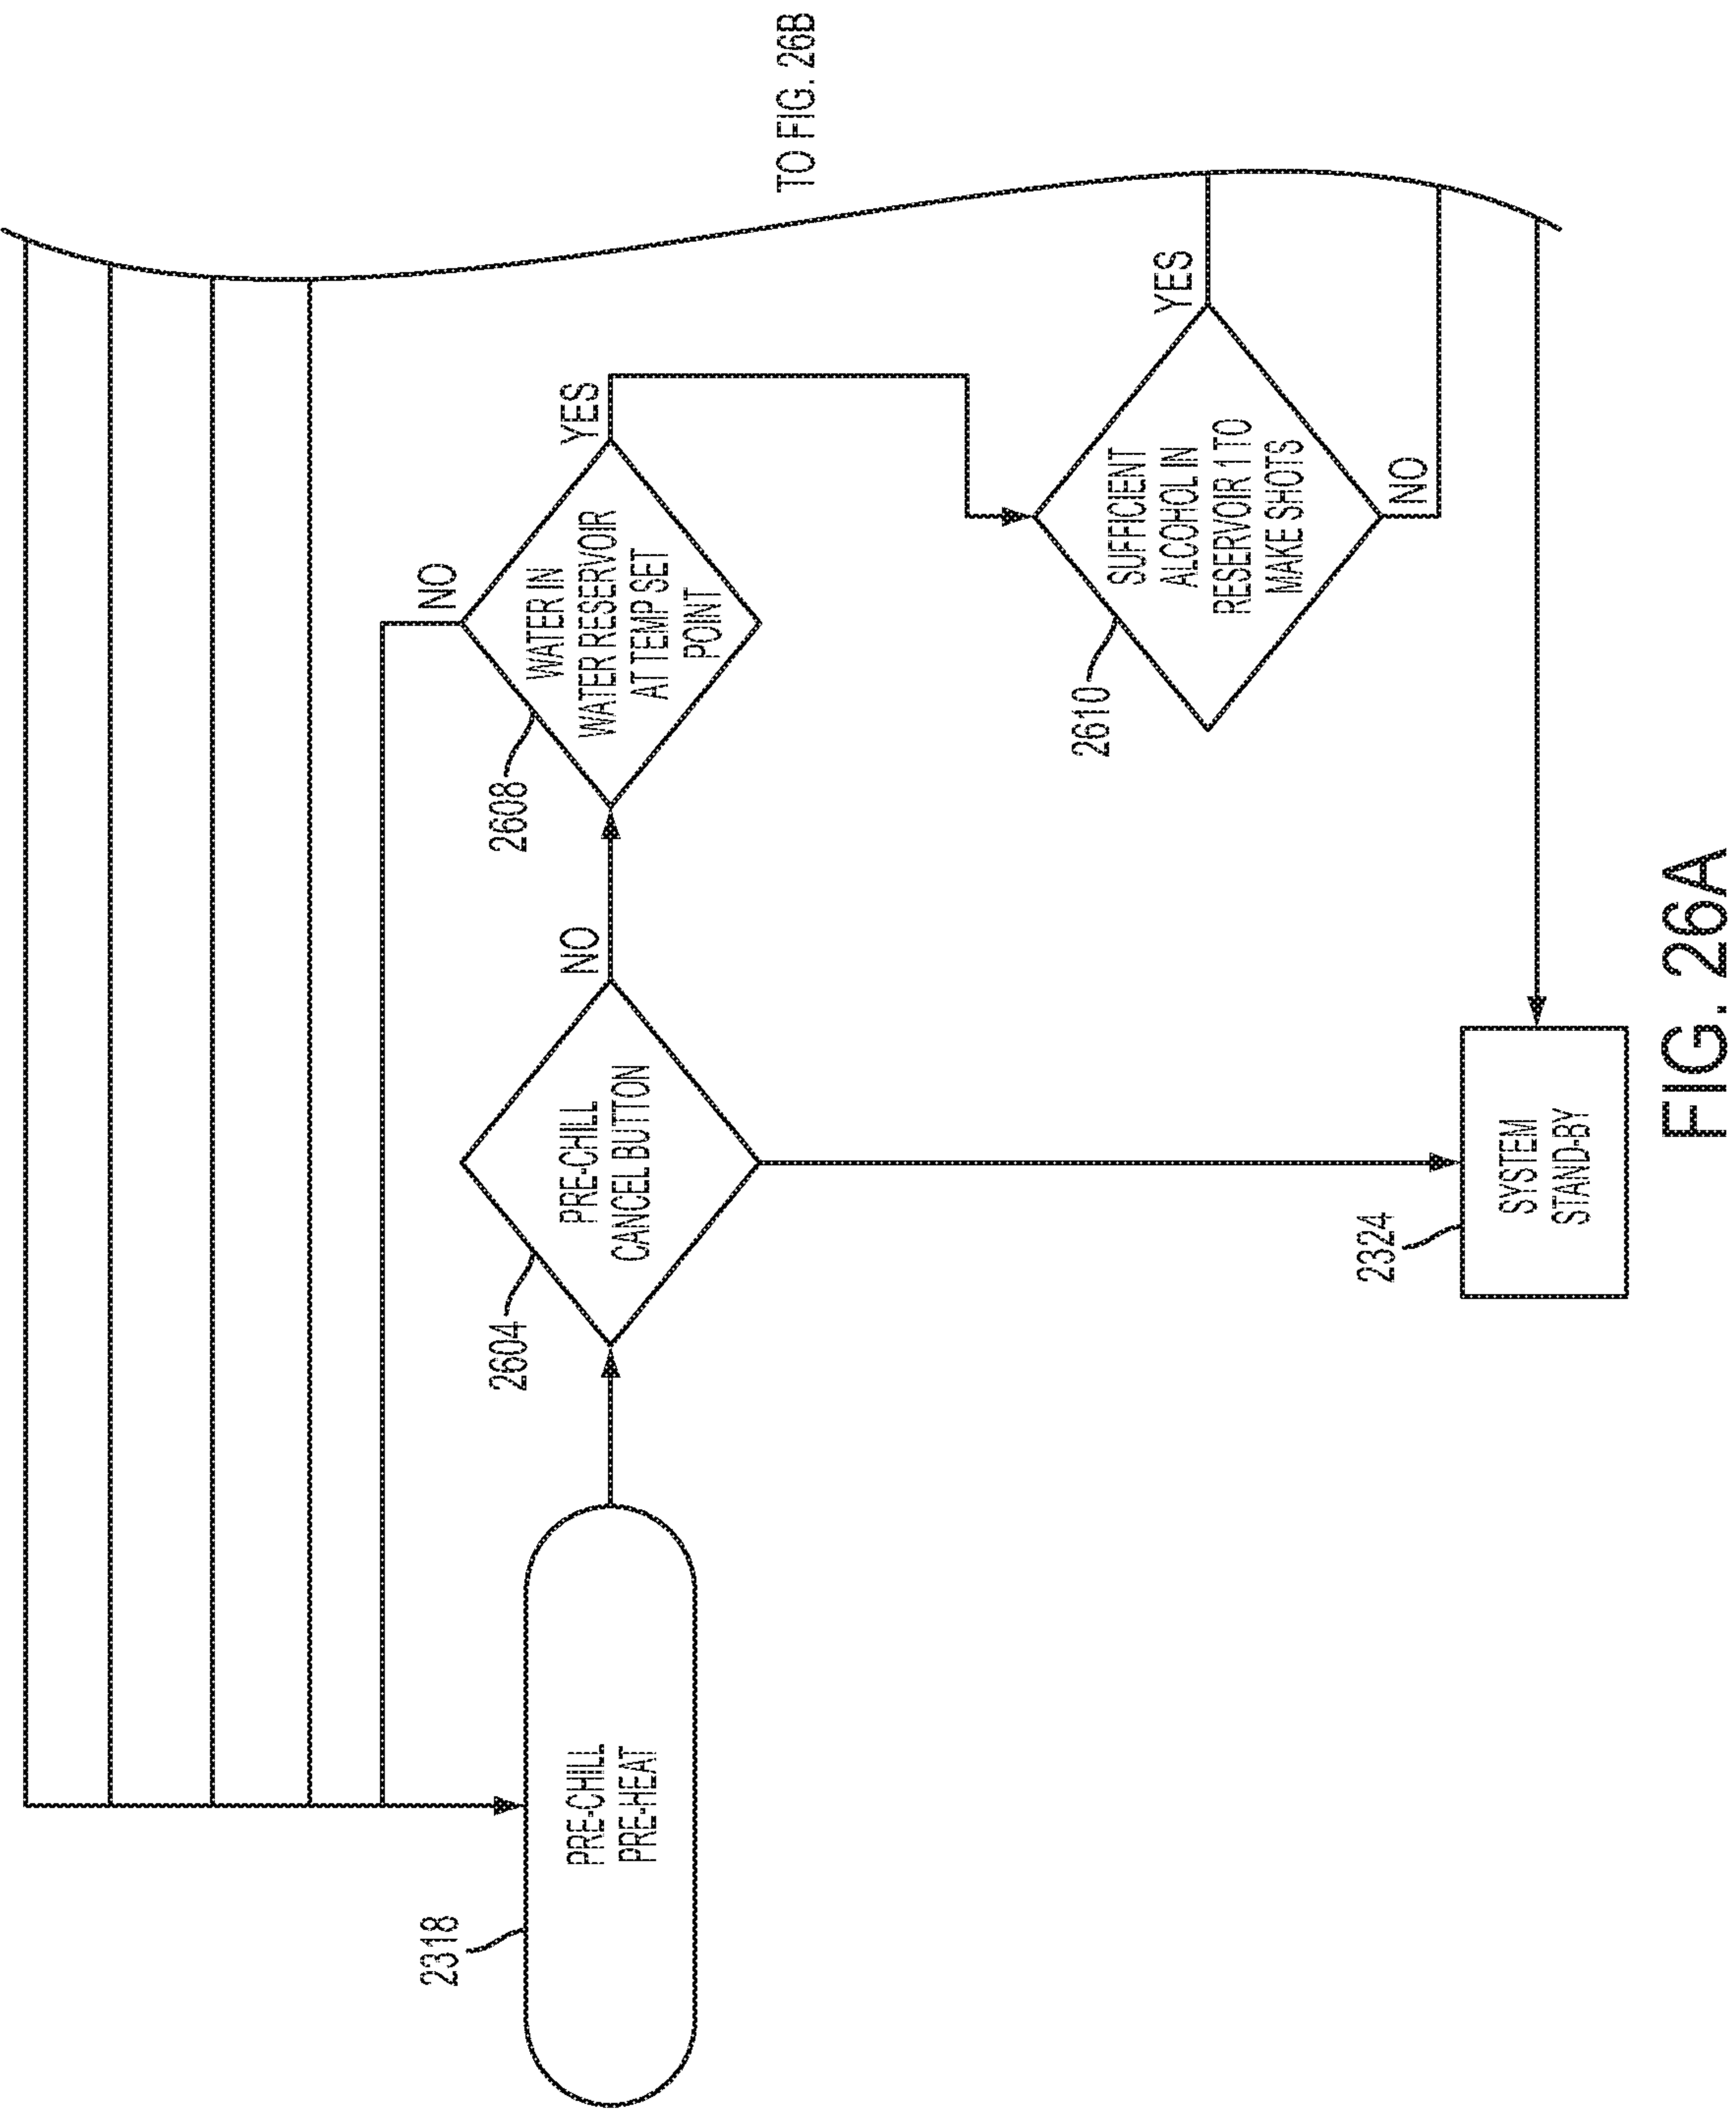 2318
PRE-CHILL
PRE-HEAT
2604
PRE-CHILL
CANCEL BUTTON
NO
2608
WATER IN
WATER RESERVOIR
AT TEMP SET
POINT
NO
YES
2610
SUFFICIENT
ALCOHOL IN
RESERVOIR 1 TO
MAKE SHOTS
YES
NO
2324
SYSTEM
STAND-BY
TO FIG. 26B
FIG. 26A